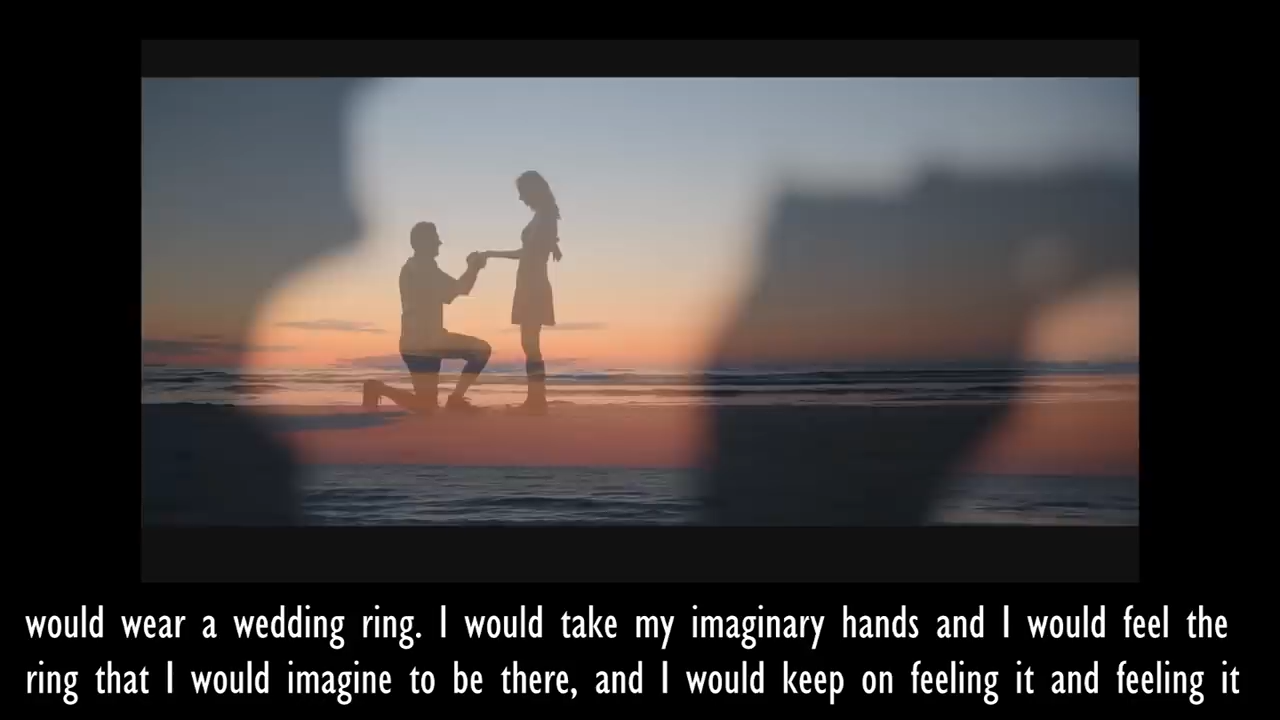 would wear a wedding ring. I would take my imaginary hands and I would feel the
ring that I would imagine to be there, and I would keep on feeling it and feeling it